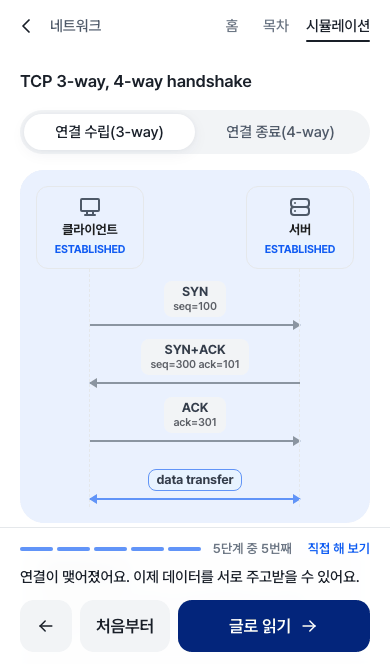 네트워크
홈
목차
시뮬레이션
TCP 3-way, 4-way handshake
연결 수립(3-way)
연결 종료(4-way)
클라이언트
ESTABLISHED
서버
ESTABLISHED
SYN
seq=100
SYN+ACK
seq=300 ack=101
ACK
ack=301
data transfer
5단계 중 5번째
직접 해 보기
연결이 맺어졌어요. 이제 데이터를 서로 주고받을 수 있어요.
처음부터
글로 읽기